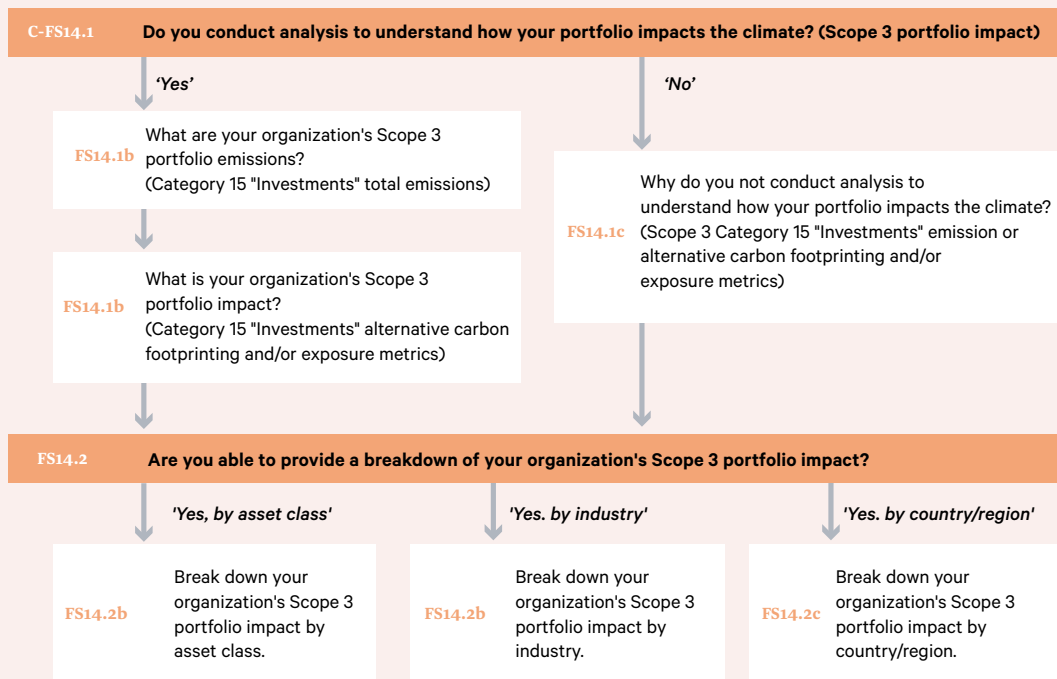 C-FS14.1 Do you conduct analysis to understand how your portfolio impacts the climate? (Scope 3 portfolio impact)
‘Yes’
‘No’
FS14.1b
What are your organization's Scope 3
portfolio emissions?
(Category 15 "Investments" total emissions)
FS14.1b
What is your organization's Scope 3
portfolio impact?
(Category 15 "Investments" alternative carbon
footprinting and/or exposure metrics)
FS14.1c
Why do you not conduct analysis to
understand how your portfolio impacts the climate?
(Scope 3 Category 15 "Investments" emission or
alternative carbon footprinting and/or
exposure metrics)
FS14.2 Are you able to provide a breakdown of your organization's Scope 3 portfolio impact?
'Yes, by asset class'
'Yes. by industry'
'Yes. by country/region'
FS14.2b
Break down your
organization's Scope 3
portfolio impact by
asset class.
FS14.2b
Break down your
organization's Scope 3
portfolio impact by
industry.
FS14.2c
Break down your
organization's Scope 3
portfolio impact by
country/region.